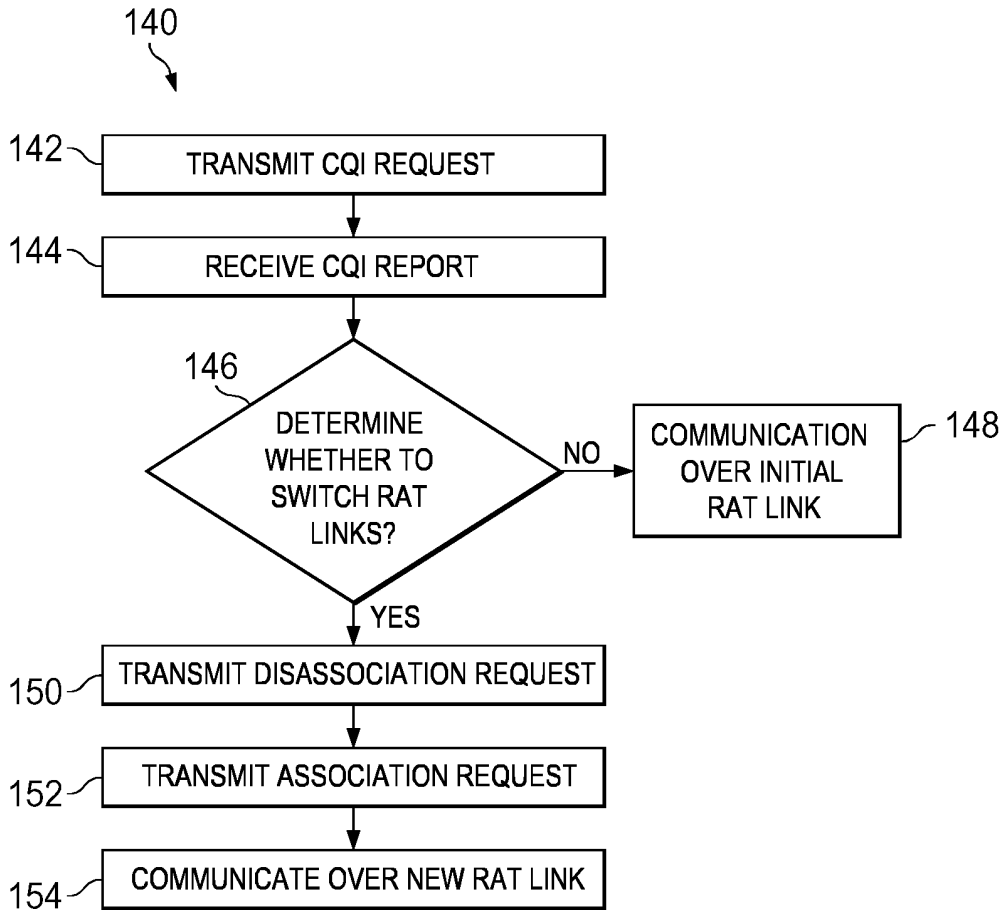 140
142
TRANSMIT CQI REQUEST
144
RECEIVE CQI REPORT
146
DETERMINE
WHETHER TO
SWITCH RAT
LINKS?
NO
COMMUNICATION
OVER INITIAL
RAT LINK
148
YES
150
TRANSMIT DISASSOCIATION REQUEST
152
TRANSMIT ASSOCIATION REQUEST
154
COMMUNICATE OVER NEW RAT LINK